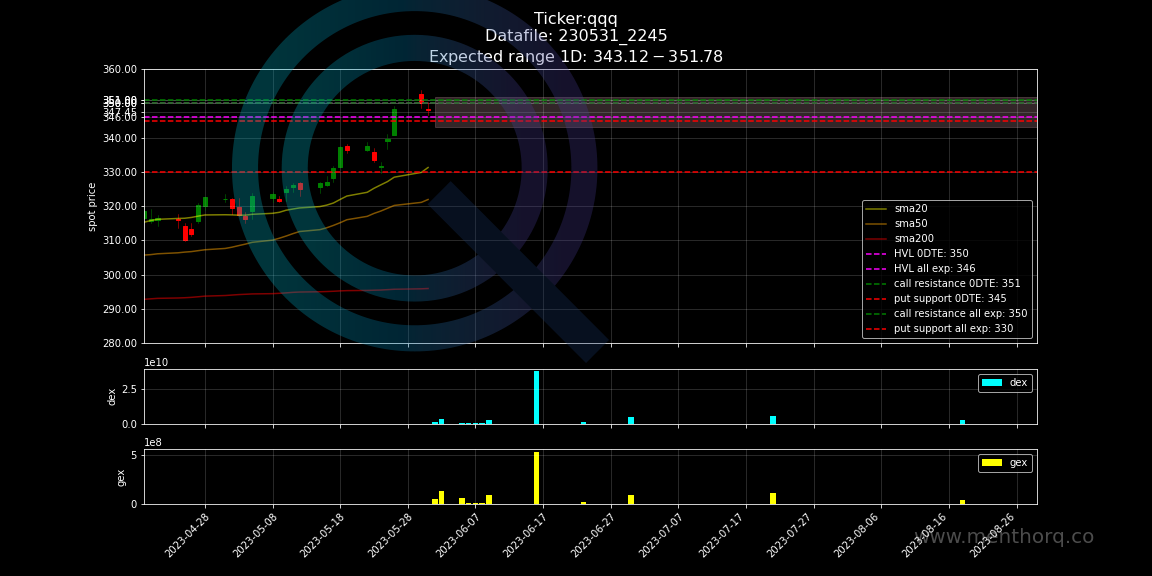 Ticker:qqq
Datafile: 230531_2245
Expected range 1D: 343.12 − 351.78
360.00
351.00
350.00
347.45
346.00
340.00
330.00
320.00
310.00
300.00
290.00
280.00
spot price
sma20
sma50
sma200
HVL 0DTE: 350
HVL all exp: 346
call resistance 0DTE: 351
put support 0DTE: 345
call resistance all exp: 350
put support all exp: 330
1e10
2.5
0.0
dex
dex
1e8
5
0
gex
gex
2023-04-28
2023-05-08
2023-05-18
2023-05-28
2023-06-07
2023-06-17
2023-06-27
2023-07-07
2023-07-17
2023-07-27
2023-08-06
2023-08-16
2023-08-26
www.menthorq.co